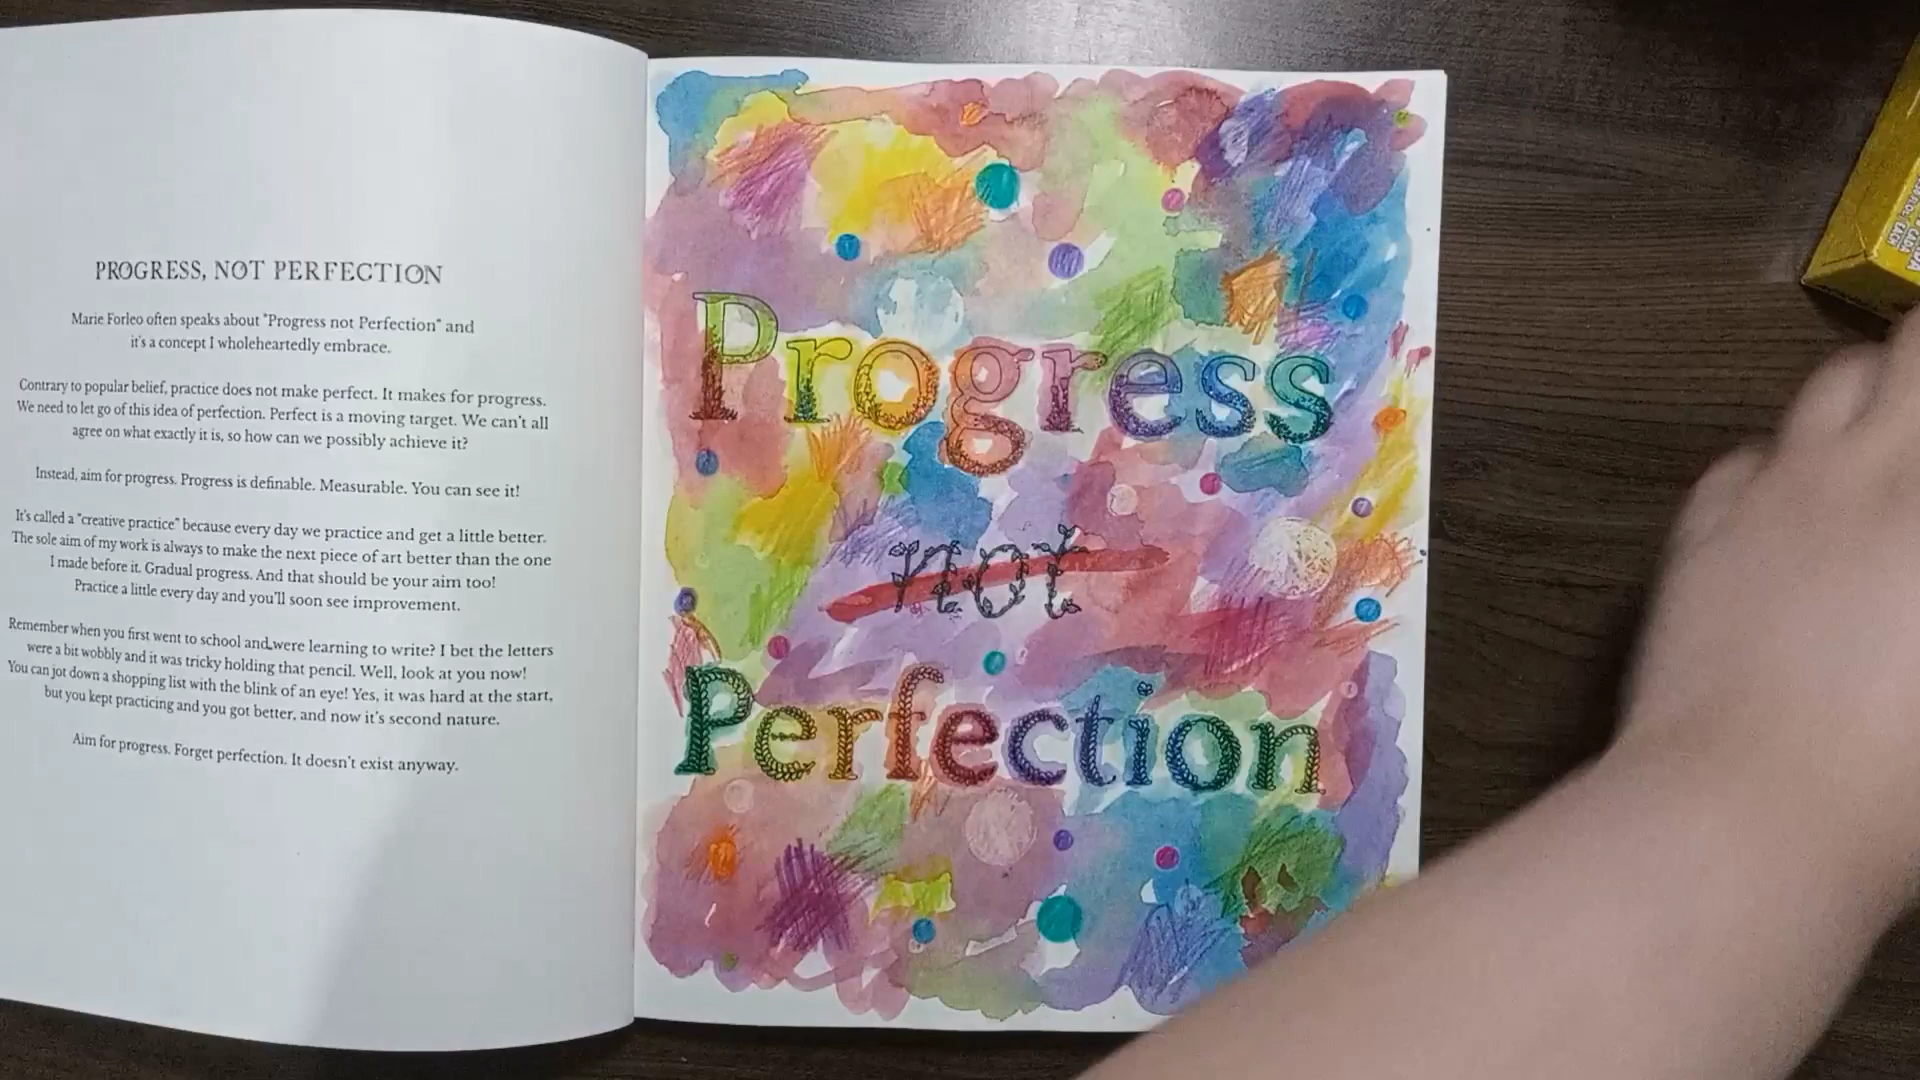 PROGRESS, NOT PERFECTION
Marie Forleo often speaks about "Progress not Perfection" and
it's a concept I wholeheartedly embrace.
Contrary to popular belief, practice does not make perfect. It makes for progress.
We need to let go of this idea of perfection. Perfect is a moving target. We can't all
agree on what exactly it is, so how can we possibly achieve it?
Instead, aim for progress. Progress is definable. Measurable. You can see it!
It's called a "creative practice" because every day we practice and get a little better.
The sole aim of my work is always to make the next piece of art better than the one
I made before it. Gradual progress. And that should be your aim too!
Practice a little every day and you'll soon see improvement.
Remember when you first went to school and were learning to write? I bet the letters
were a bit wobbly and it was tricky holding that pencil. Well, look at you now!
You can jot down a shopping list with the blink of an eye! Yes, it was hard at the start,
but you kept practicing and you got better, and now it's second nature.
Aim for progress. Forget perfection. It doesn't exist anyway.
Progress
not
Perfection